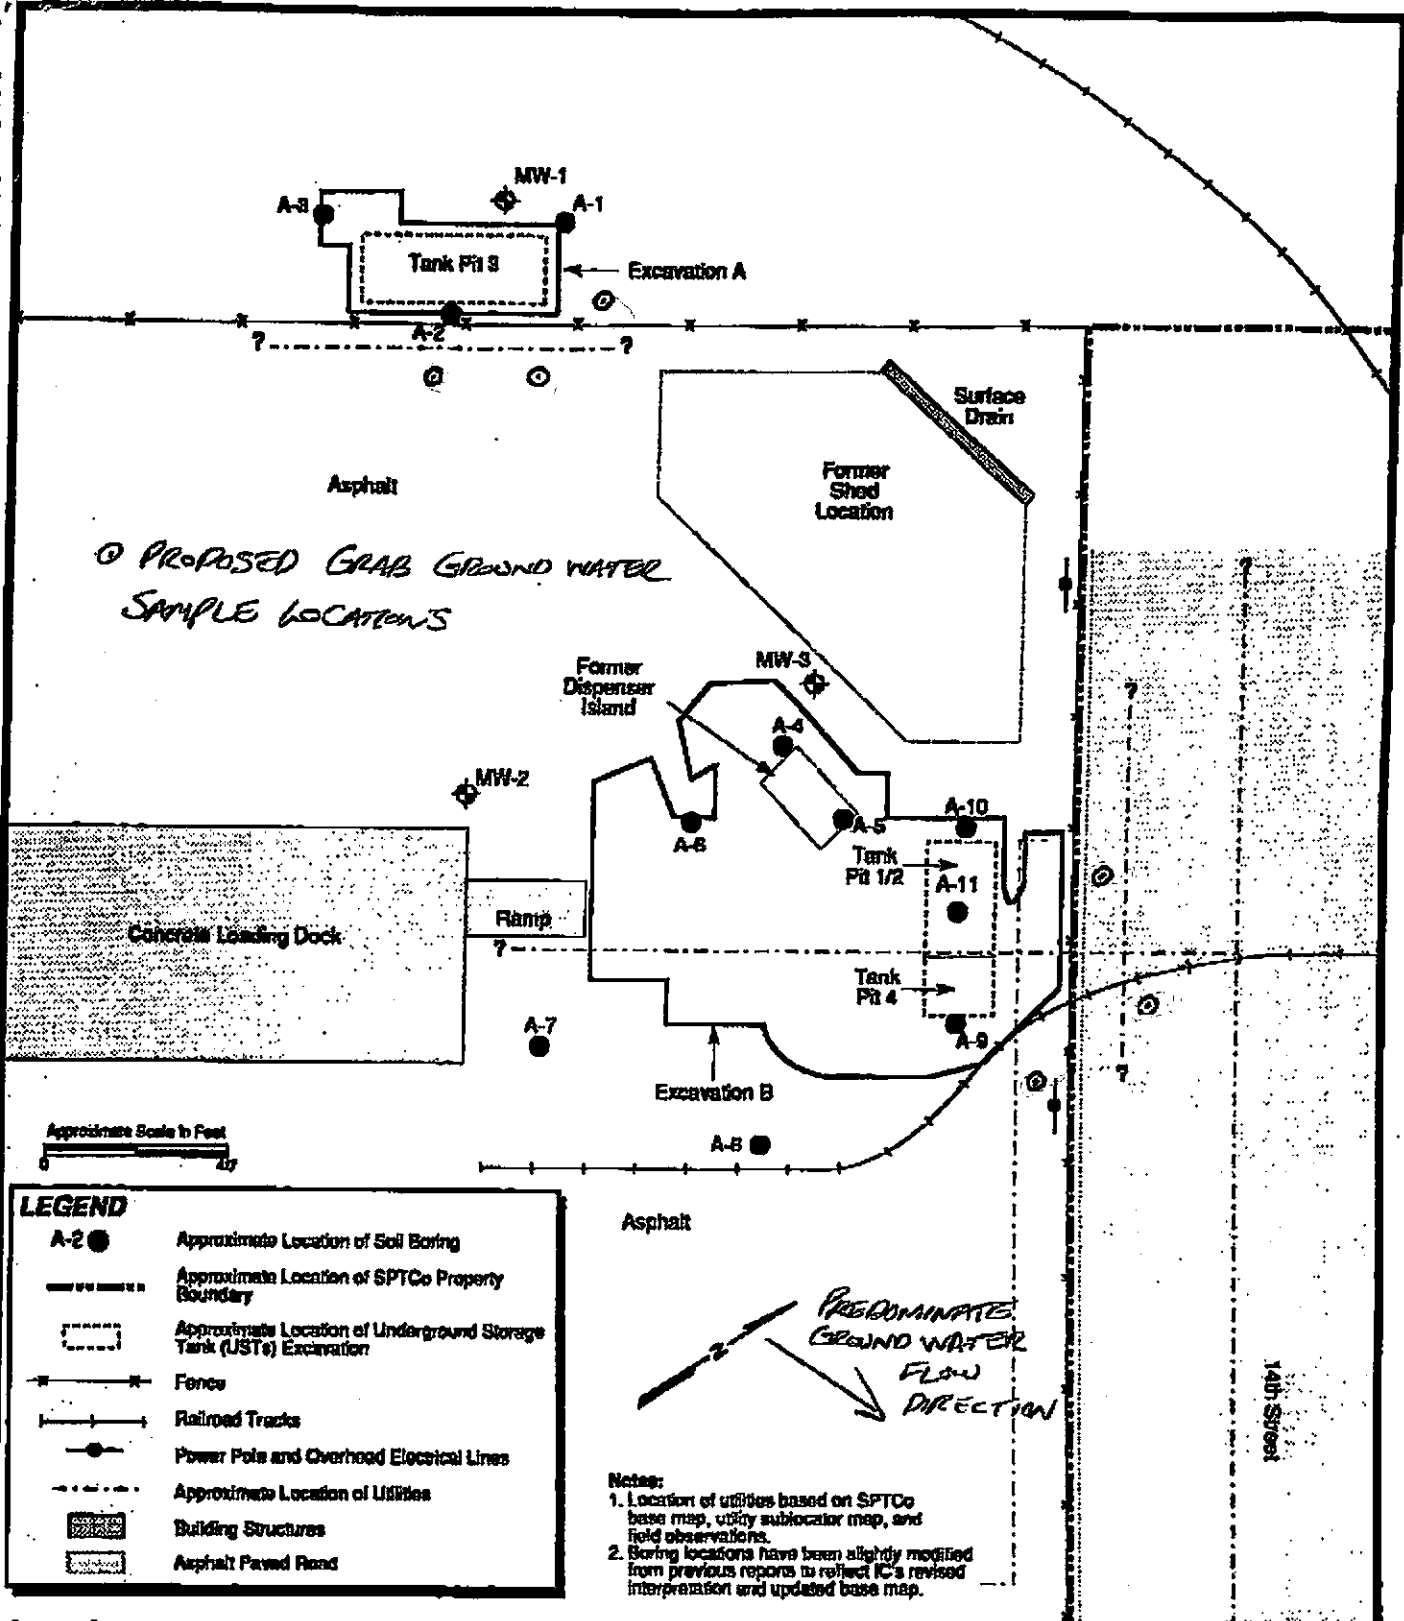 MW-1
A-3
A-1
Tank Pit 3
Excavation A
A-2
?
?
Surface
Drain
Former
Shed
Location
Asphalt
⊙ PROPOSED GRAB GROUND WATER
SAMPLE LOCATIONS
?
?
MW-3
Former
Dispenser
Island
A-4
MW-2
A-10
A-5
A-6
Tank
Pit 1/2
A-11
Ramp
Concrete Loading Dock
?
Tank
Pit 4
A-7
A-9
?
Excavation B
Approximate Scale in Feet
0
40
A-8
LEGEND
A-2
Approximate Location of Soil Boring
Approximate Location of SPTCo Property
Boundary
Approximate Location of Underground Storage
Tank (USTs) Excavation
Fence
Railroad Tracks
Power Pole and Overhead Electrical Lines
Approximate Location of Utilities
Building Structures
Asphalt Paved Road
Asphalt
PREDOMINATE
GROUND WATER
FLOW
DIRECTION
14th Street
Notes:
1. Location of utilities based on SPTCo
base map, utility sublocator map, and
field observations.
2. Boring locations have been slightly modified
from previous reports to reflect IC's revised
interpretation and updated base map.